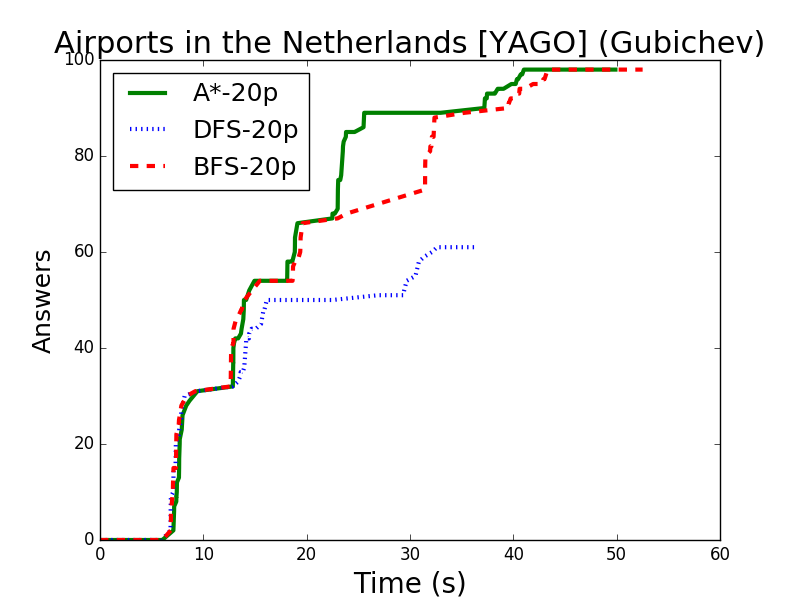 Airports in the Netherlands [YAGO] (Gubichev)
100
A*-20p
DFS-20p
BFS-20p
80
60
40
20
0
Answers
0 10 20 30 40 50 60
Time (s)